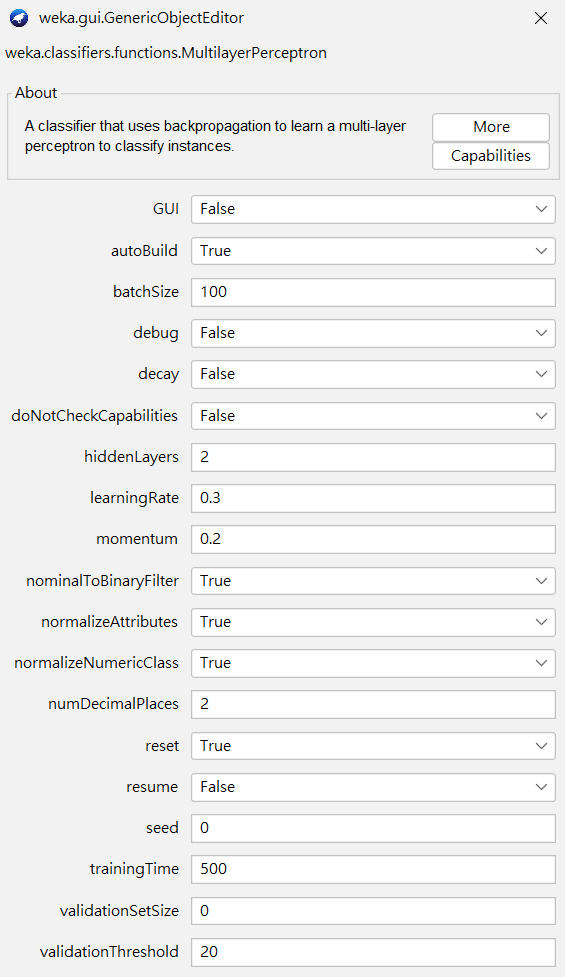 weka.gui.GenericObjectEditor
weka.classifiers.functions.MultilayerPerceptron
About
A classifier that uses backpropagation to learn a multi-layer
perceptron to classify instances.
More
Capabilities
GUI False
autoBuild True
batchSize 100
debug False
decay False
doNotCheckCapabilities False
hiddenLayers 2
learningRate 0.3
momentum 0.2
nominalToBinaryFilter True
normalizeAttributes True
normalizeNumericClass True
numDecimalPlaces 2
reset True
resume False
seed 0
trainingTime 500
validationSetSize 0
validationThreshold 20